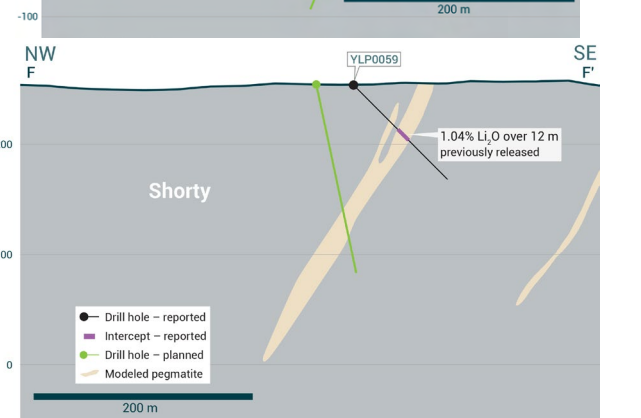 -100
200 m
NW
SE
F
F'
YLP0059
00
1.04% Li₂O over 12 m
previously released
Shorty
00
Drill hole – reported
Intercept – reported
Drill hole – planned
Modeled pegmatite
0
200 m